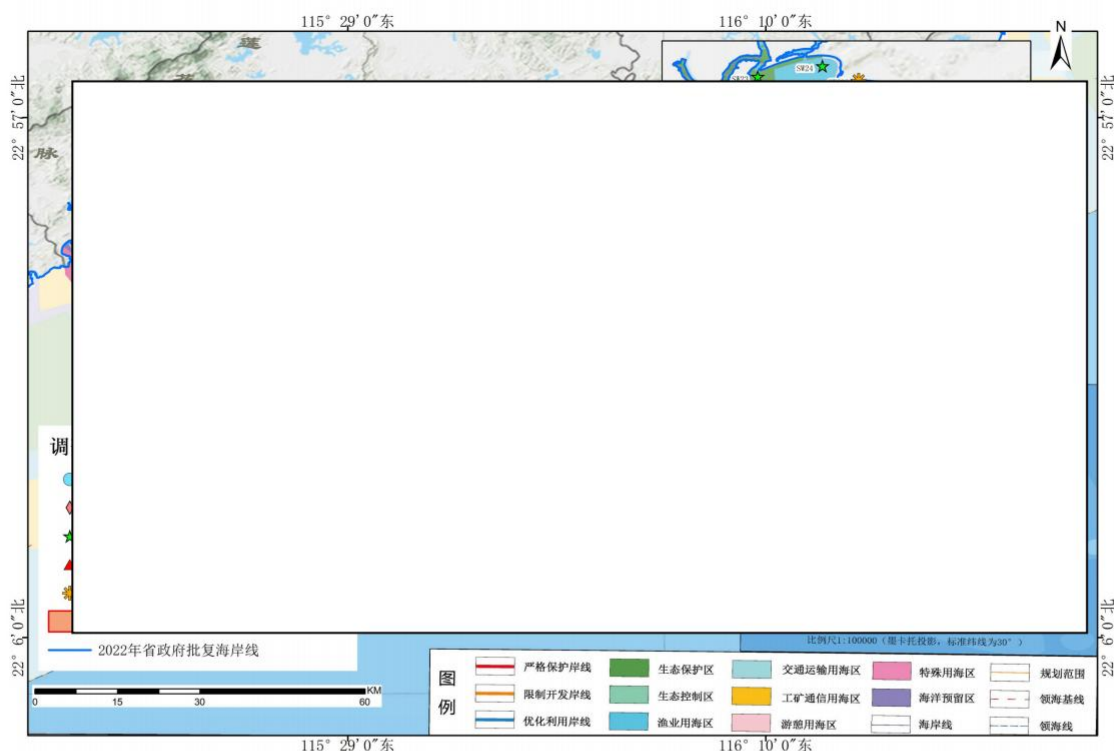 115° 29′0″东
116° 10′0″东
N
莲
SW24
SW23
22° 57′0″北
22° 57′0″北
脉
调
22° 6′0″北
22° 6′0″北
比例尺1:100000（墨卡托投影，标准纬线为30°）
2022年省政府批复海岸线
KM
0 15 30 60
图例
严格保护岸线 生态保护区 交通运输用海区 特殊用海区 规划范围
限制开发岸线 生态控制区 工矿通信用海区 海洋预留区 领海基线
优化利用岸线 渔业用海区 游憩用海区 海岸线 领海线
115° 29′0″东
116° 10′0″东